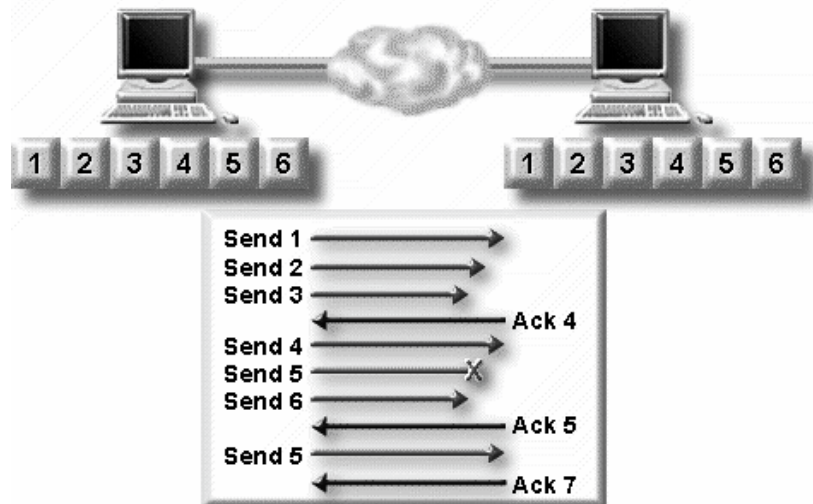 1 2 3 4 5 6 1 2 3 4 5 6
Send 1
Send 2
Send 3
Ack 4
Send 4
Send 5
X
Send 6
Ack 5
Send 5
Ack 7